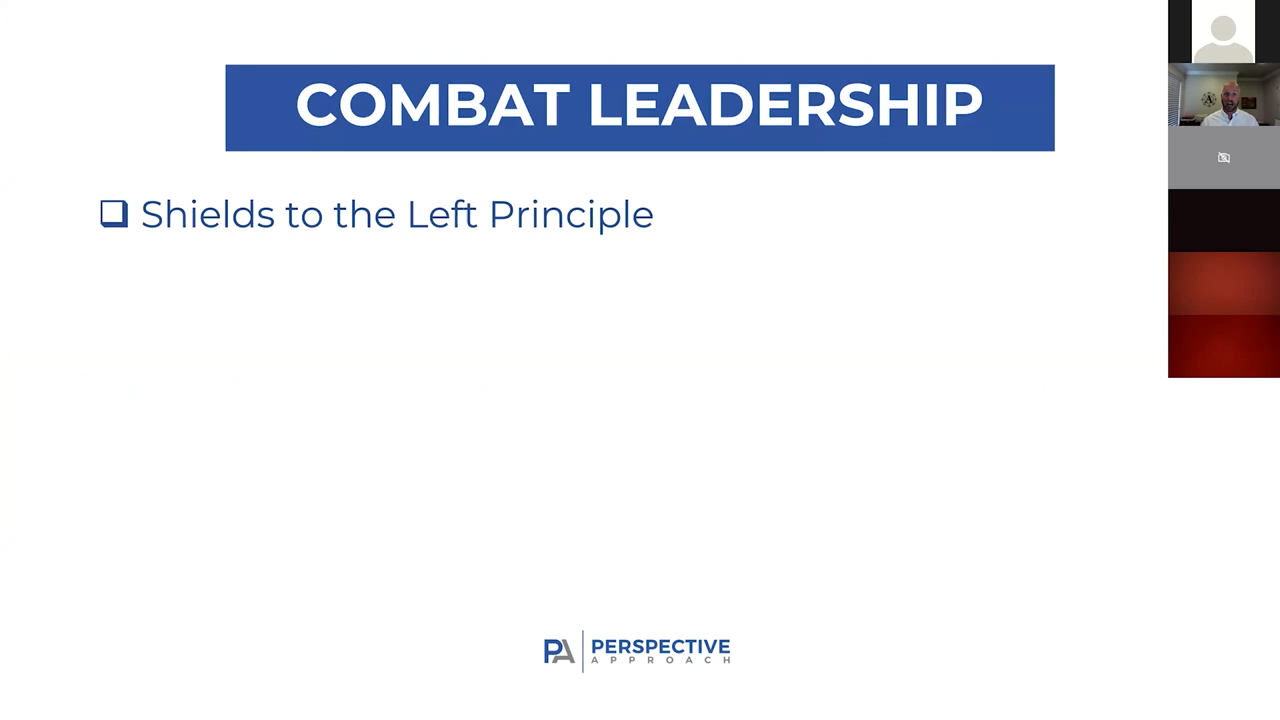 COMBAT LEADERSHIP
Shields to the Left Principle
PA PERSPECTIVE
APPROACH